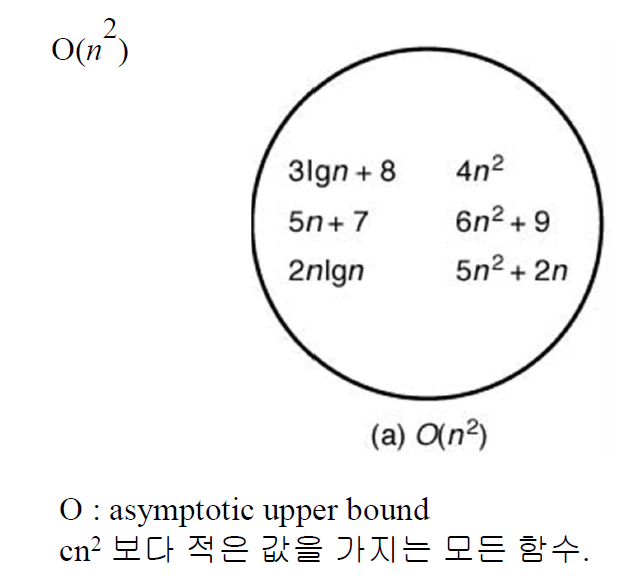 O(n²)
3lgn + 8 4n²
5n + 7 6n² + 9
2nlgn 5n² + 2n
(a) O(n²)
O : asymptotic upper bound
cn² 보다 적은 값을 가지는 모든 함수.